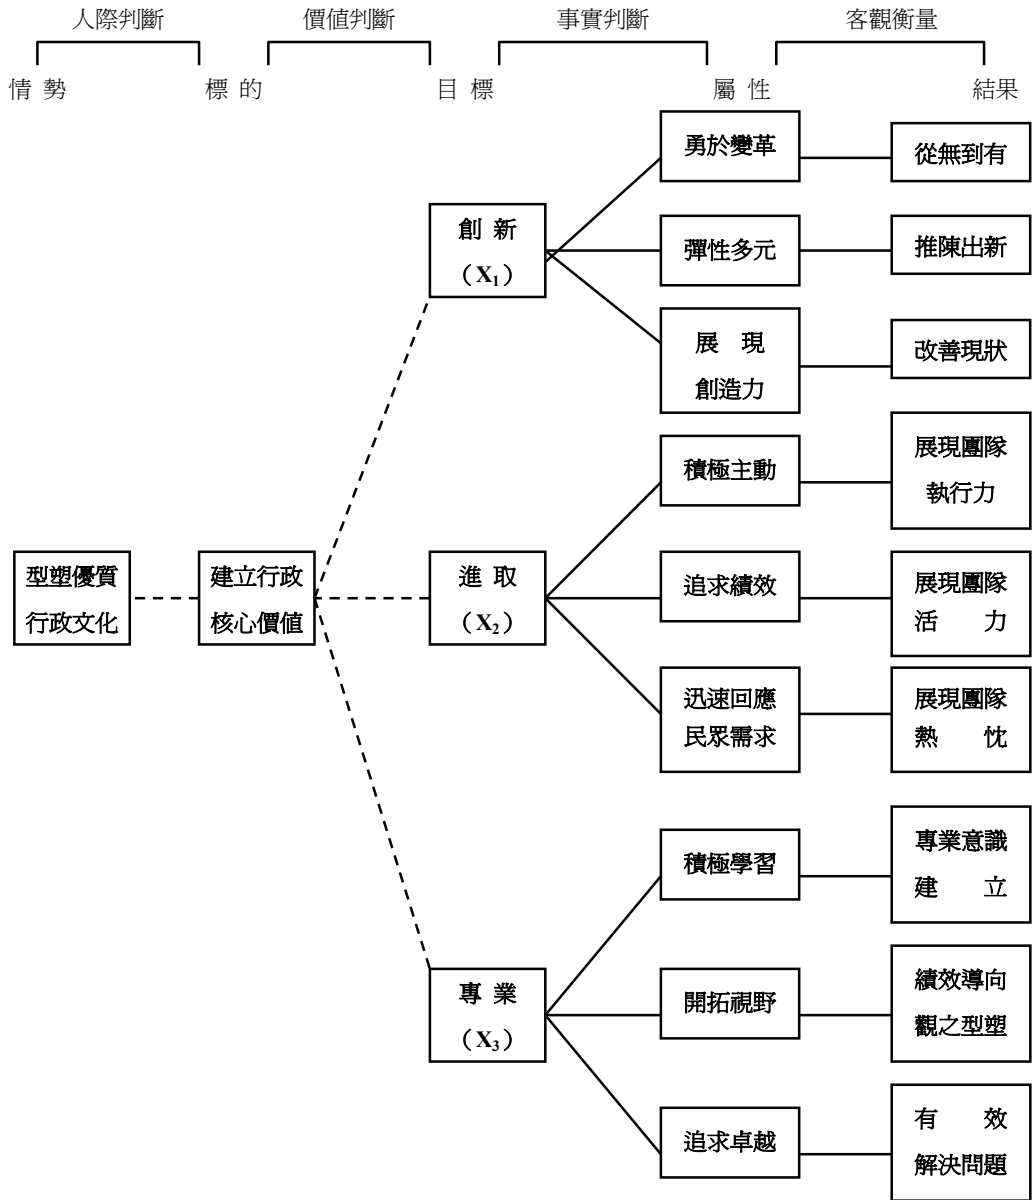 人際判斷 價值判斷 事實判斷 客觀衡量
情 勢 標 的 目 標 屬 性 結果
勇於變革
從無到有
創 新
（X₁）
彈性多元
推陳出新
展 現
創造力
改善現狀
積極主動
展現團隊
執行力
型塑優質
行政文化
建立行政
核心價值
進 取
（X₂）
追求績效
展現團隊
活 力
迅速回應
民眾需求
展現團隊
熱 忱
積極學習
專業意識
建 立
專 業
（X₃）
開拓視野
績效導向
觀之型塑
追求卓越
有 效
解決問題